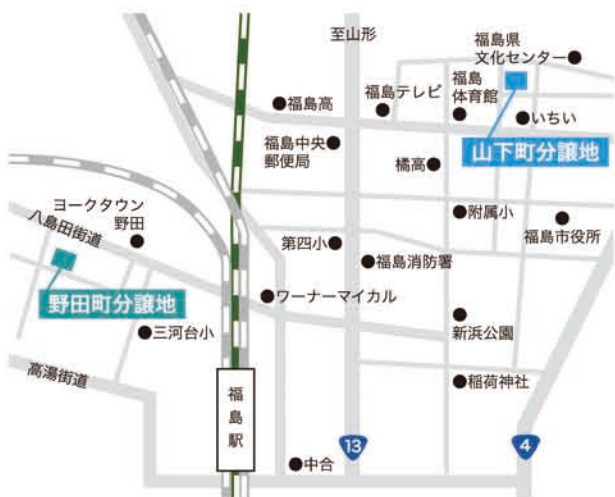 至山形
福島県
文化センター
福島高
福島テレビ
福島
体育館
いちい
山下町分譲地
福島中央
郵便局
橘高
附属小
福島市役所
ヨークタウン
野田
八島田街道
第四小
福島消防署
野田町分譲地
ワーナーマイカル
三河台小
新浜公園
高湯街道
稲荷神社
福島駅
13
4
中合